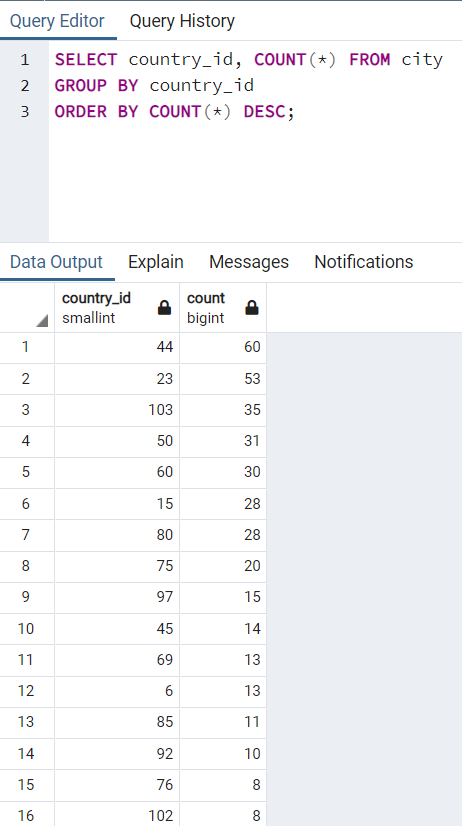 Query Editor Query History
1 SELECT country_id, COUNT(*) FROM city
2 GROUP BY country_id
3 ORDER BY COUNT(*) DESC;
Data Output Explain Messages Notifications
country_id count
smallint bigint
1 44 60
2 23 53
3 103 35
4 50 31
5 60 30
6 15 28
7 80 28
8 75 20
9 97 15
10 45 14
11 69 13
12 6 13
13 85 11
14 92 10
15 76 8
16 102 8